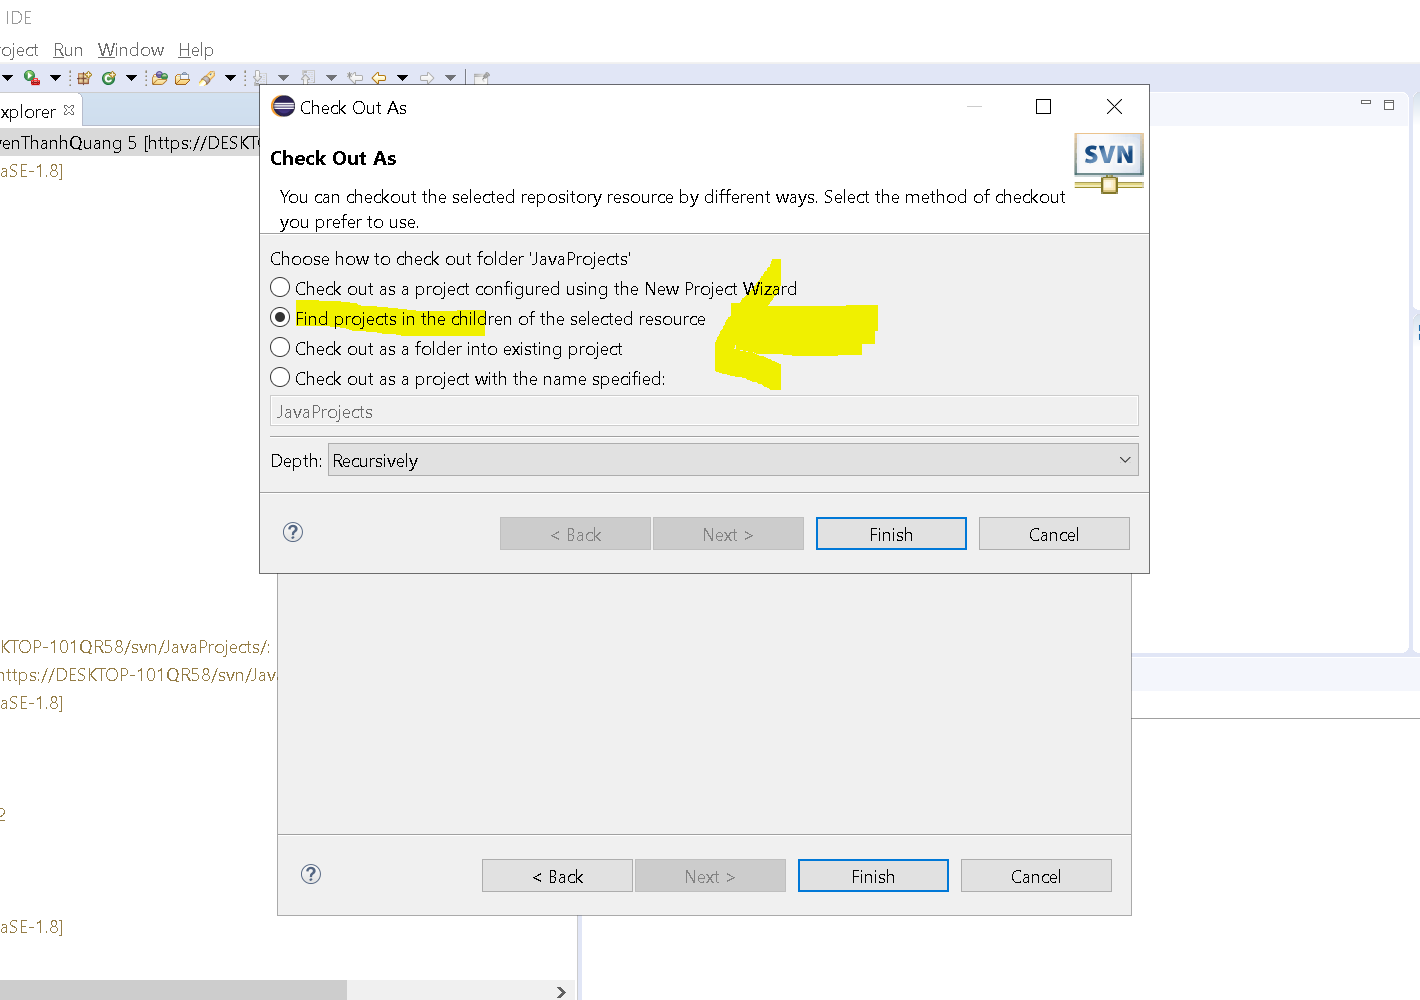 IDE
oject Run Window Help
xplorer
Check Out As
yenThanhQuang 5 [https://DESKT
aSE-1.8]
Check Out As
SVN
You can checkout the selected repository resource by different ways. Select the method of checkout
you prefer to use.
Choose how to check out folder 'JavaProjects'
Check out as a project configured using the New Project Wizard
Find projects in the children of the selected resource
Check out as a folder into existing project
Check out as a project with the name specified:
JavaProjects
Depth: Recursively
? < Back Next > Finish Cancel
KTOP-101QR58/svn/JavaProjects/:
https://DESKTOP-101QR58/svn/Jav
aSE-1.8]
2
? < Back Next > Finish Cancel
aSE-1.8]